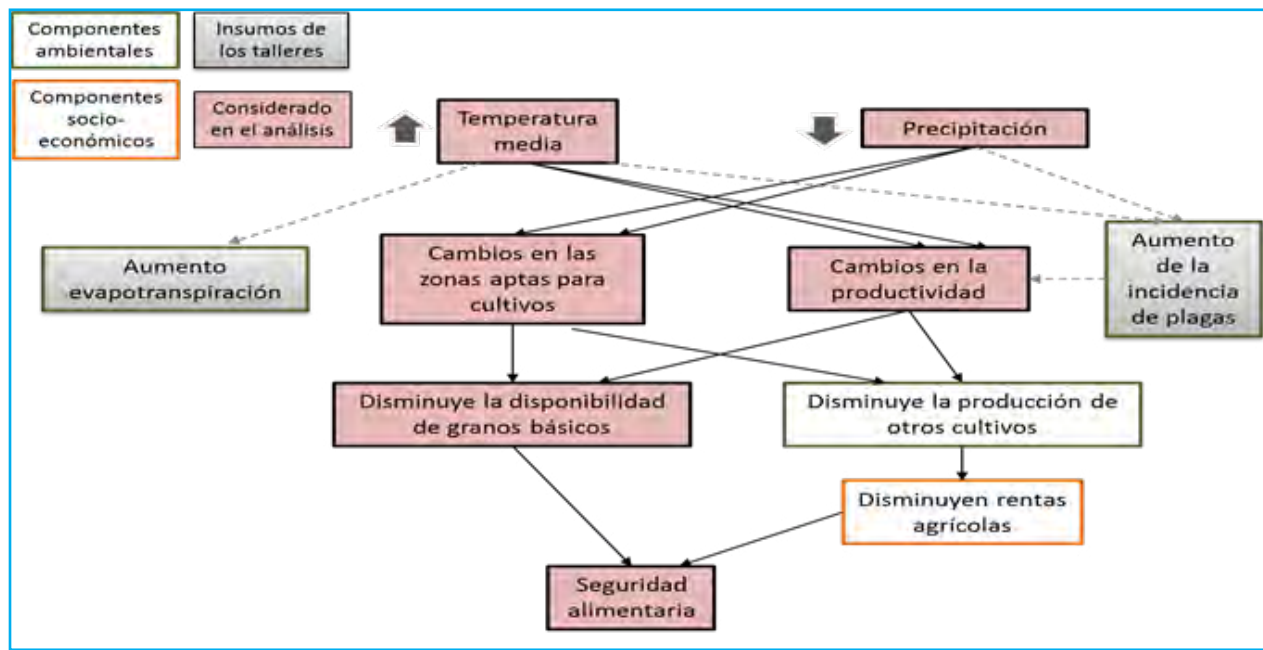 Componentes
ambientales
Insumos de
los talleres
Componentes
socio-
económicos
Considerado
en el análisis
Temperatura
media
Precipitación
Aumento
evapotranspiración
Cambios en las
zonas aptas para
cultivos
Cambios en la
productividad
Aumento
de la
incidencia
de plagas
Disminuye la disponibilidad
de granos básicos
Disminuye la producción de
otros cultivos
Disminuyen rentas
agrícolas
Seguridad
alimentaria